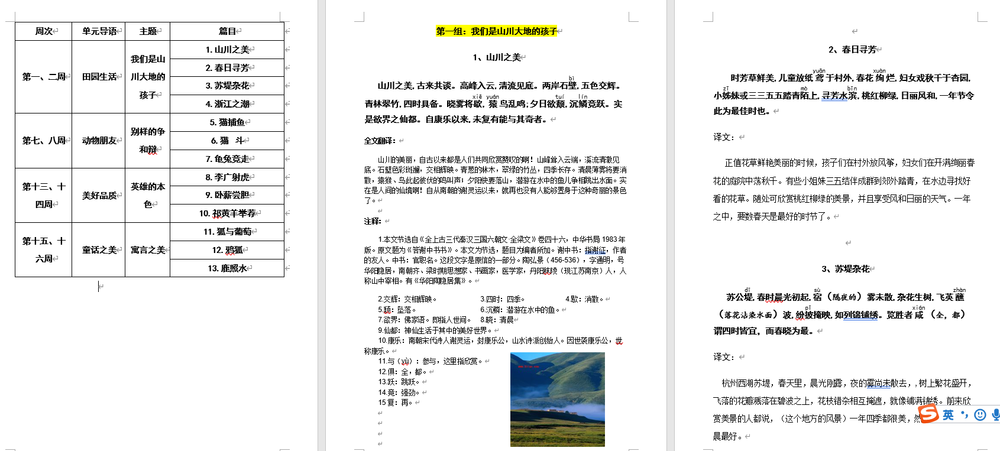 周次 单元导语 主题 篇目
第一、二周 田园生活 我们是山川大地的孩子
1. 山川之美
2. 春日寻芳
3. 苏堤杂花
4. 浙江之潮
第七、八周 动物朋友 别样的争和辩
5. 猫捕鱼
6. 猫 斗
7. 龟兔竞走
第十三、十四周 美好品质 英雄的本色
8. 李广射虎
9. 卧薪尝胆
10. 祁黄羊举荐
第十五、十六周 童话之美 寓言之美
11. 狐与葡萄
12. 鸦狐
13. 鹿照水
第一组：我们是山川大地的孩子
1、山川之美
bì
山川之美,古来共谈。高峰入云,清流见底。两岸石壁,五色交辉。
xiē yuán tuí lín
青林翠竹,四时具备。晓雾将歇,猿鸟乱鸣;夕日欲颓,沉鳞竞跃。实
是欲界之仙都。自康乐以来,未复有能与其奇者。
全文翻译：
山川的美丽，自古以来都是人们共同欣赏赞叹的啊！山峰耸入云端，溪流清澈见
底。石壁色彩斑斓，交相辉映。青葱的林木，翠绿的竹丛，四季长存。清晨薄雾将要消
散，猿猴、鸟此起彼伏的鸣叫声；夕阳快要落山，潜游在水中的鱼儿争相跳出水面。实
在是人间的仙境啊！自从南朝的谢灵运以来，就再也没有人能够置身于这种奇丽的景色
了。
注释：
1.本文节选自《全上古三代秦汉三国六朝文·全梁文》卷四十六，中华书局 1983 年
版。原文题为《答谢中书书》。本文为节选，题目为编者所加。谢中书：指谢征，作者
的友人。中书：官职名。这段文字是原信的一部分。陶弘景（456-536），字通明，号
华阳隐居，南朝齐、梁时期思想家、书画家，医学家，丹阳秣陵（现江苏南京）人，人
称山中宰相。有《华阳陶隐居集》。
2.交辉：交相辉映。 3.四时：四季。 4.歇：消散。
5.颓：坠落。 6.沉鳞：潜游在水中的鱼。
7.欲界：佛家语。即指人世间。 8.晓：清晨
9.仙都：神仙生活于其中的美好世界。
10.康乐：南朝宋代诗人谢灵运，封康乐公，山水诗派创始人。因世袭康乐公，世
称康乐。
11.与（yù）：参与，这里指欣赏。
12.俱：全，都。
13.跃：跳跃。
14.竞：强劲。
15 复：再。
2、春日寻芳
yuān xuàn
时芳草鲜美,儿童放纸鸢于村外,春花绚烂,妇女戏秋千于杏园,
zǐ mò bīn
小姊妹或三三五五踏青陌上,寻芳水滨,桃红柳绿,日丽风和,一年节令
此为最佳时也。
译文：
正值花草鲜艳美丽的时候，孩子们在村外放风筝，妇女们在开满绚丽春
花的庭院中荡秋千。有些小姐妹三五结伴成群到郊外踏青，在水边寻找好
看的花草。随处可欣赏桃红柳绿的美景，并且享受风和日丽的天气。一年
之中，要数春天是最好的时节了。
3、苏堤杂花
dī sù zhàn
苏公堤,春时晨光初起,宿（隔夜的）雾未散,杂花生树,飞英蘸
pī xián
（落花沾染水面）波,纷披掩映,如列锦铺绣。览胜者咸（全，都）
谓四时皆宜，而春晓为最。
译文：
杭州西湖苏堤，春天里，晨光刚露，夜的雾尚未散去，,树上繁花盛开，
飞落的花瓣溅落在碧波之上，花枝错杂相互掩遮，就像铺满锦绣。前来欣
赏美景的人都说，（这个地方的风景）一年四季都很美，然
晨最好。
英